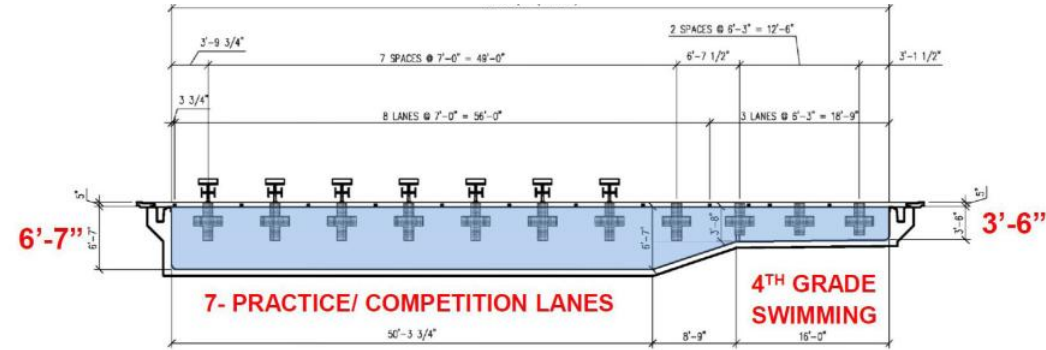 2 SPACES @ 6'-3" = 12'-6"
3'-9 3/4"
7 SPACES @ 7'-0" = 49'-0"
6'-7 1/2"
3'-1 1/2"
3 3/4"
8 LANES @ 7'-0" = 56'-0"
3 LANES @ 6'-3" = 18'-9"
5"
5"
6'-7"
6'-7"
6'-7"
3'-8"
3'-6"
3'-6"
7- PRACTICE/ COMPETITION LANES
4TH GRADE
SWIMMING
50'-3 3/4"
8'-9"
16'-0"